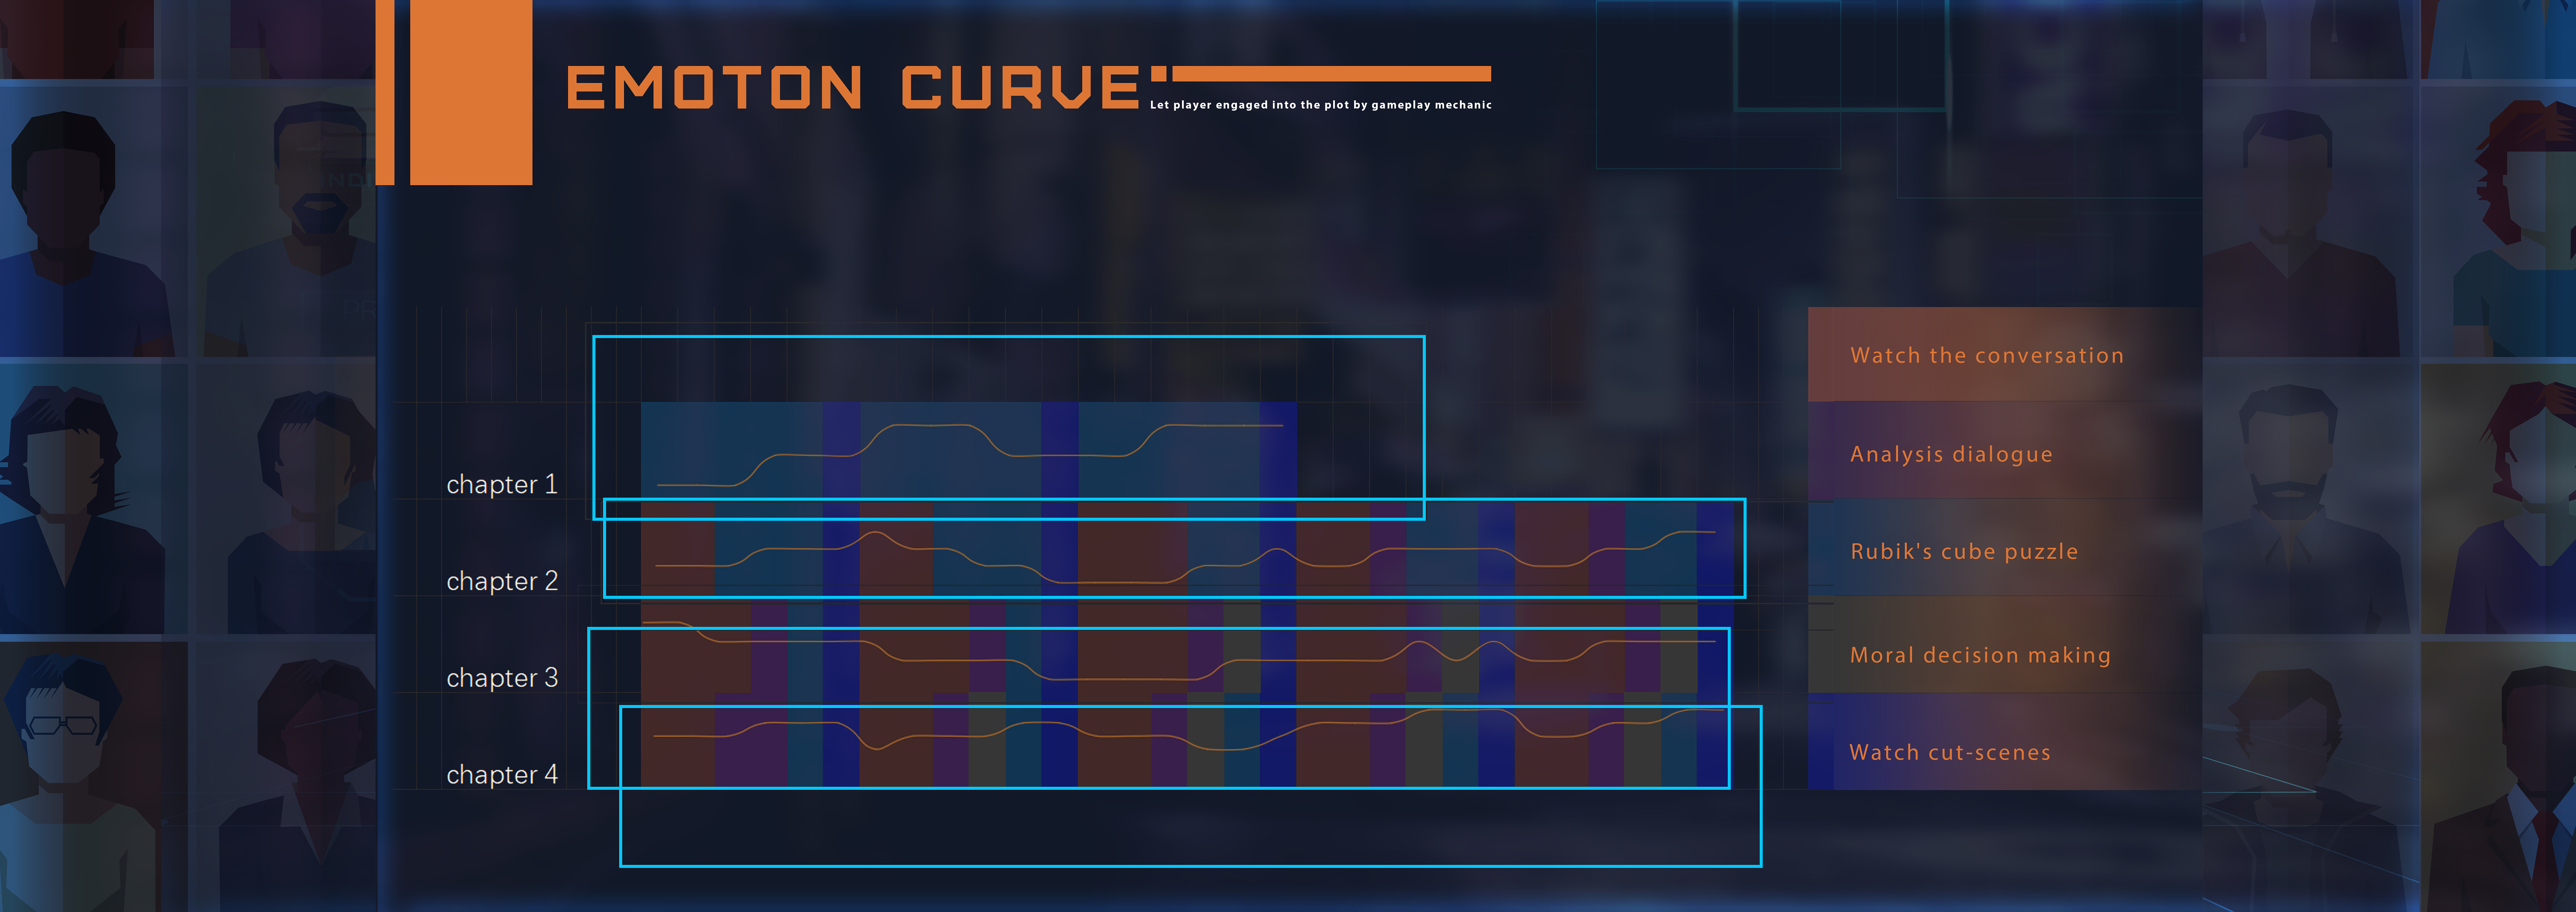 EMOTON CURVE
Let player engaged into the plot by gameplay mechanic
Watch the conversation
Analysis dialogue
Rubik's cube puzzle
Moral decision making
Watch cut-scenes
chapter 1
chapter 2
chapter 3
chapter 4